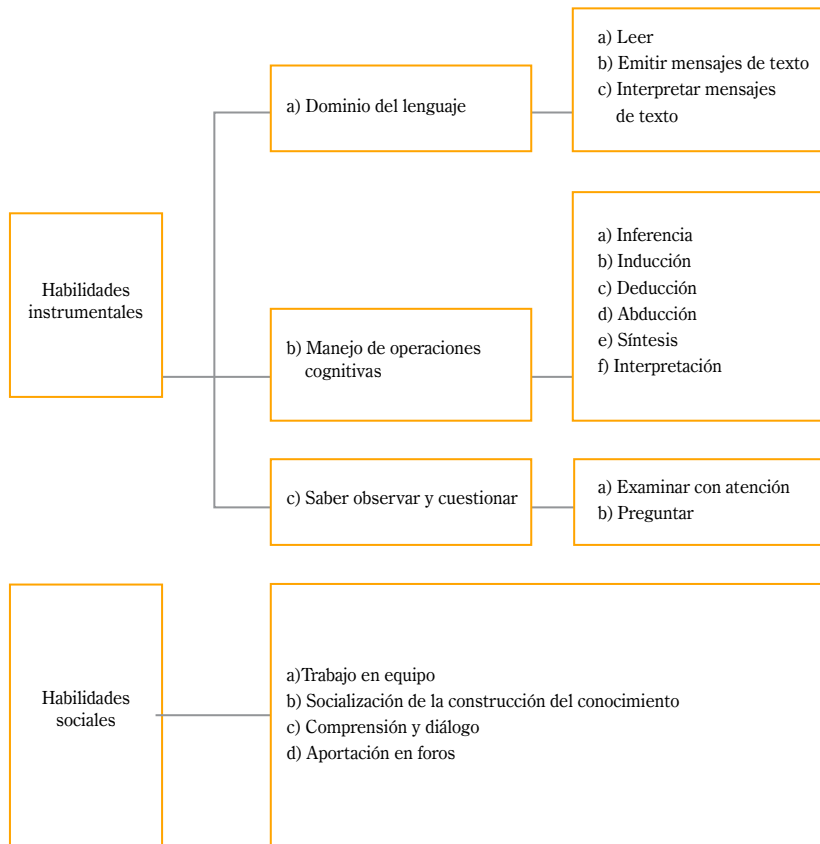 a) Leer
b) Emitir mensajes de texto
c) Interpretar mensajes
de texto
a) Dominio del lenguaje
Habilidades
instrumentales
a) Inferencia
b) Inducción
c) Deducción
d) Abducción
e) Síntesis
f) Interpretación
b) Manejo de operaciones
cognitivas
c) Saber observar y cuestionar
a) Examinar con atención
b) Preguntar
Habilidades
sociales
a)Trabajo en equipo
b) Socialización de la construcción del conocimiento
c) Comprensión y diálogo
d) Aportación en foros